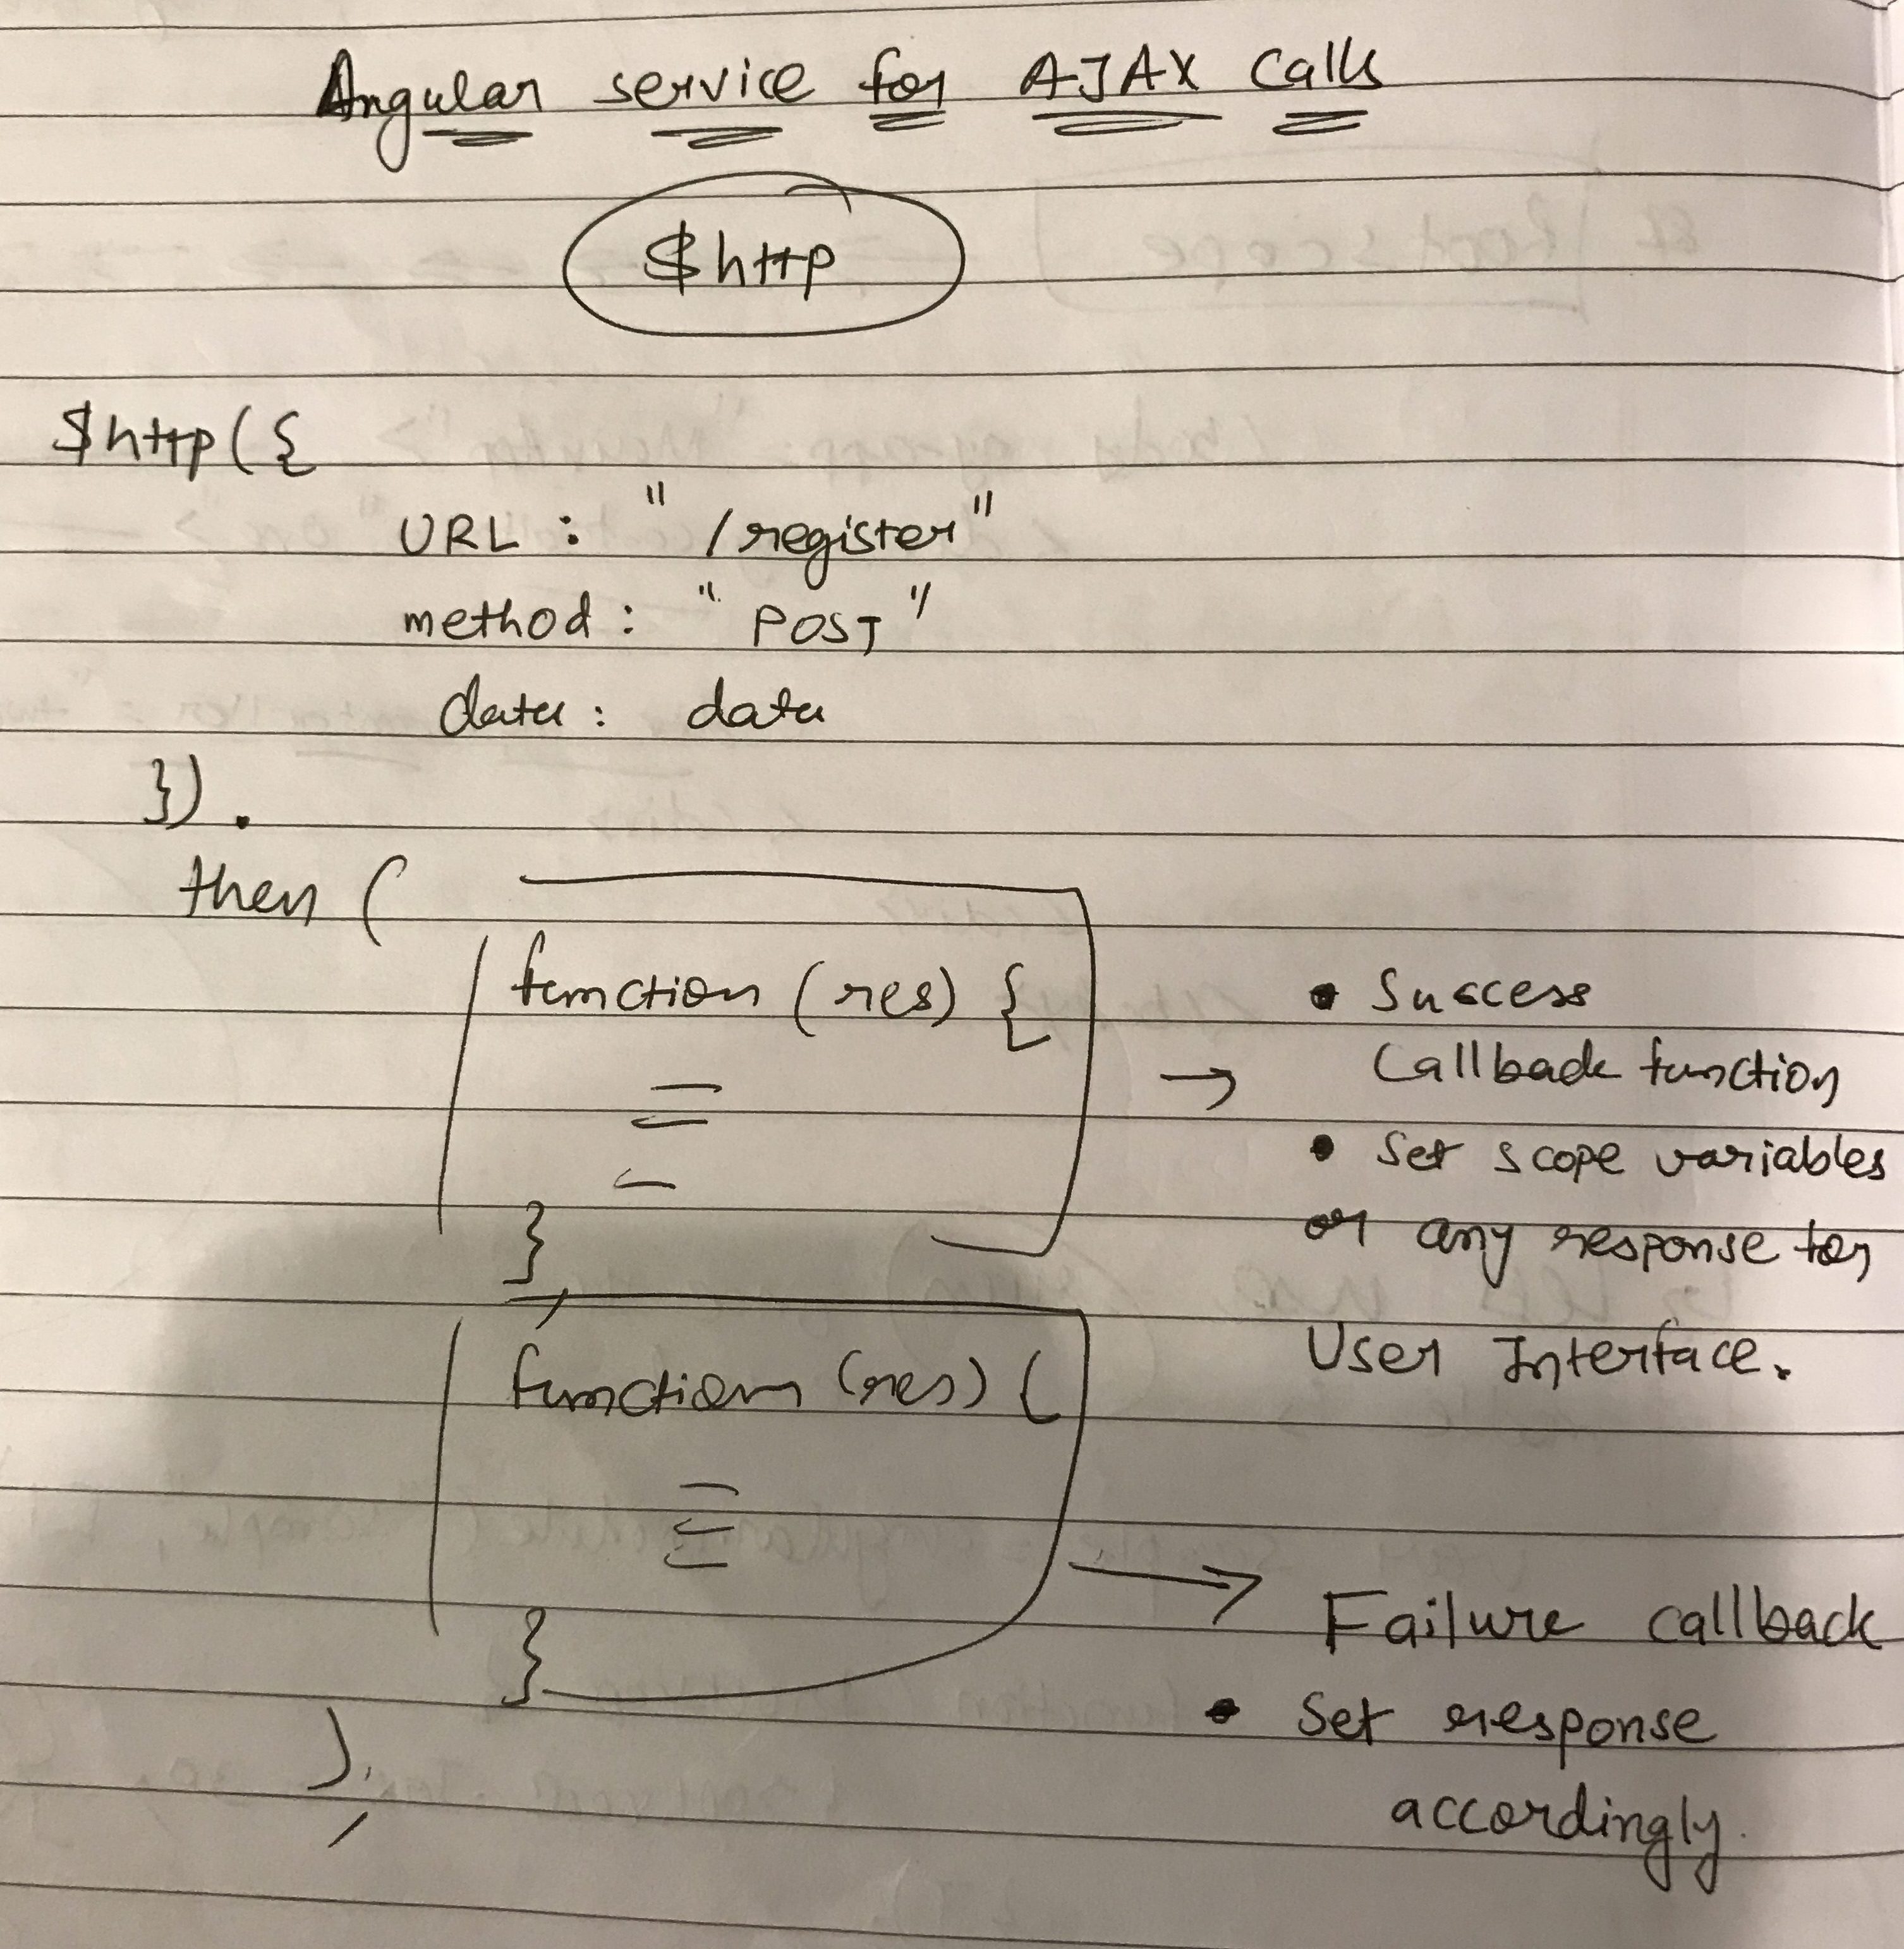 Angular service for AJAX calls
$http
$http({
URL : "/register"
method : "POST"
data : data
}).
then (
function (res) {
}
,
function (res) {
}
);
→ • Success
Callback function
• Set scope variables
or any response for
User Interface.
→ Failure callback
• Set response
accordingly.